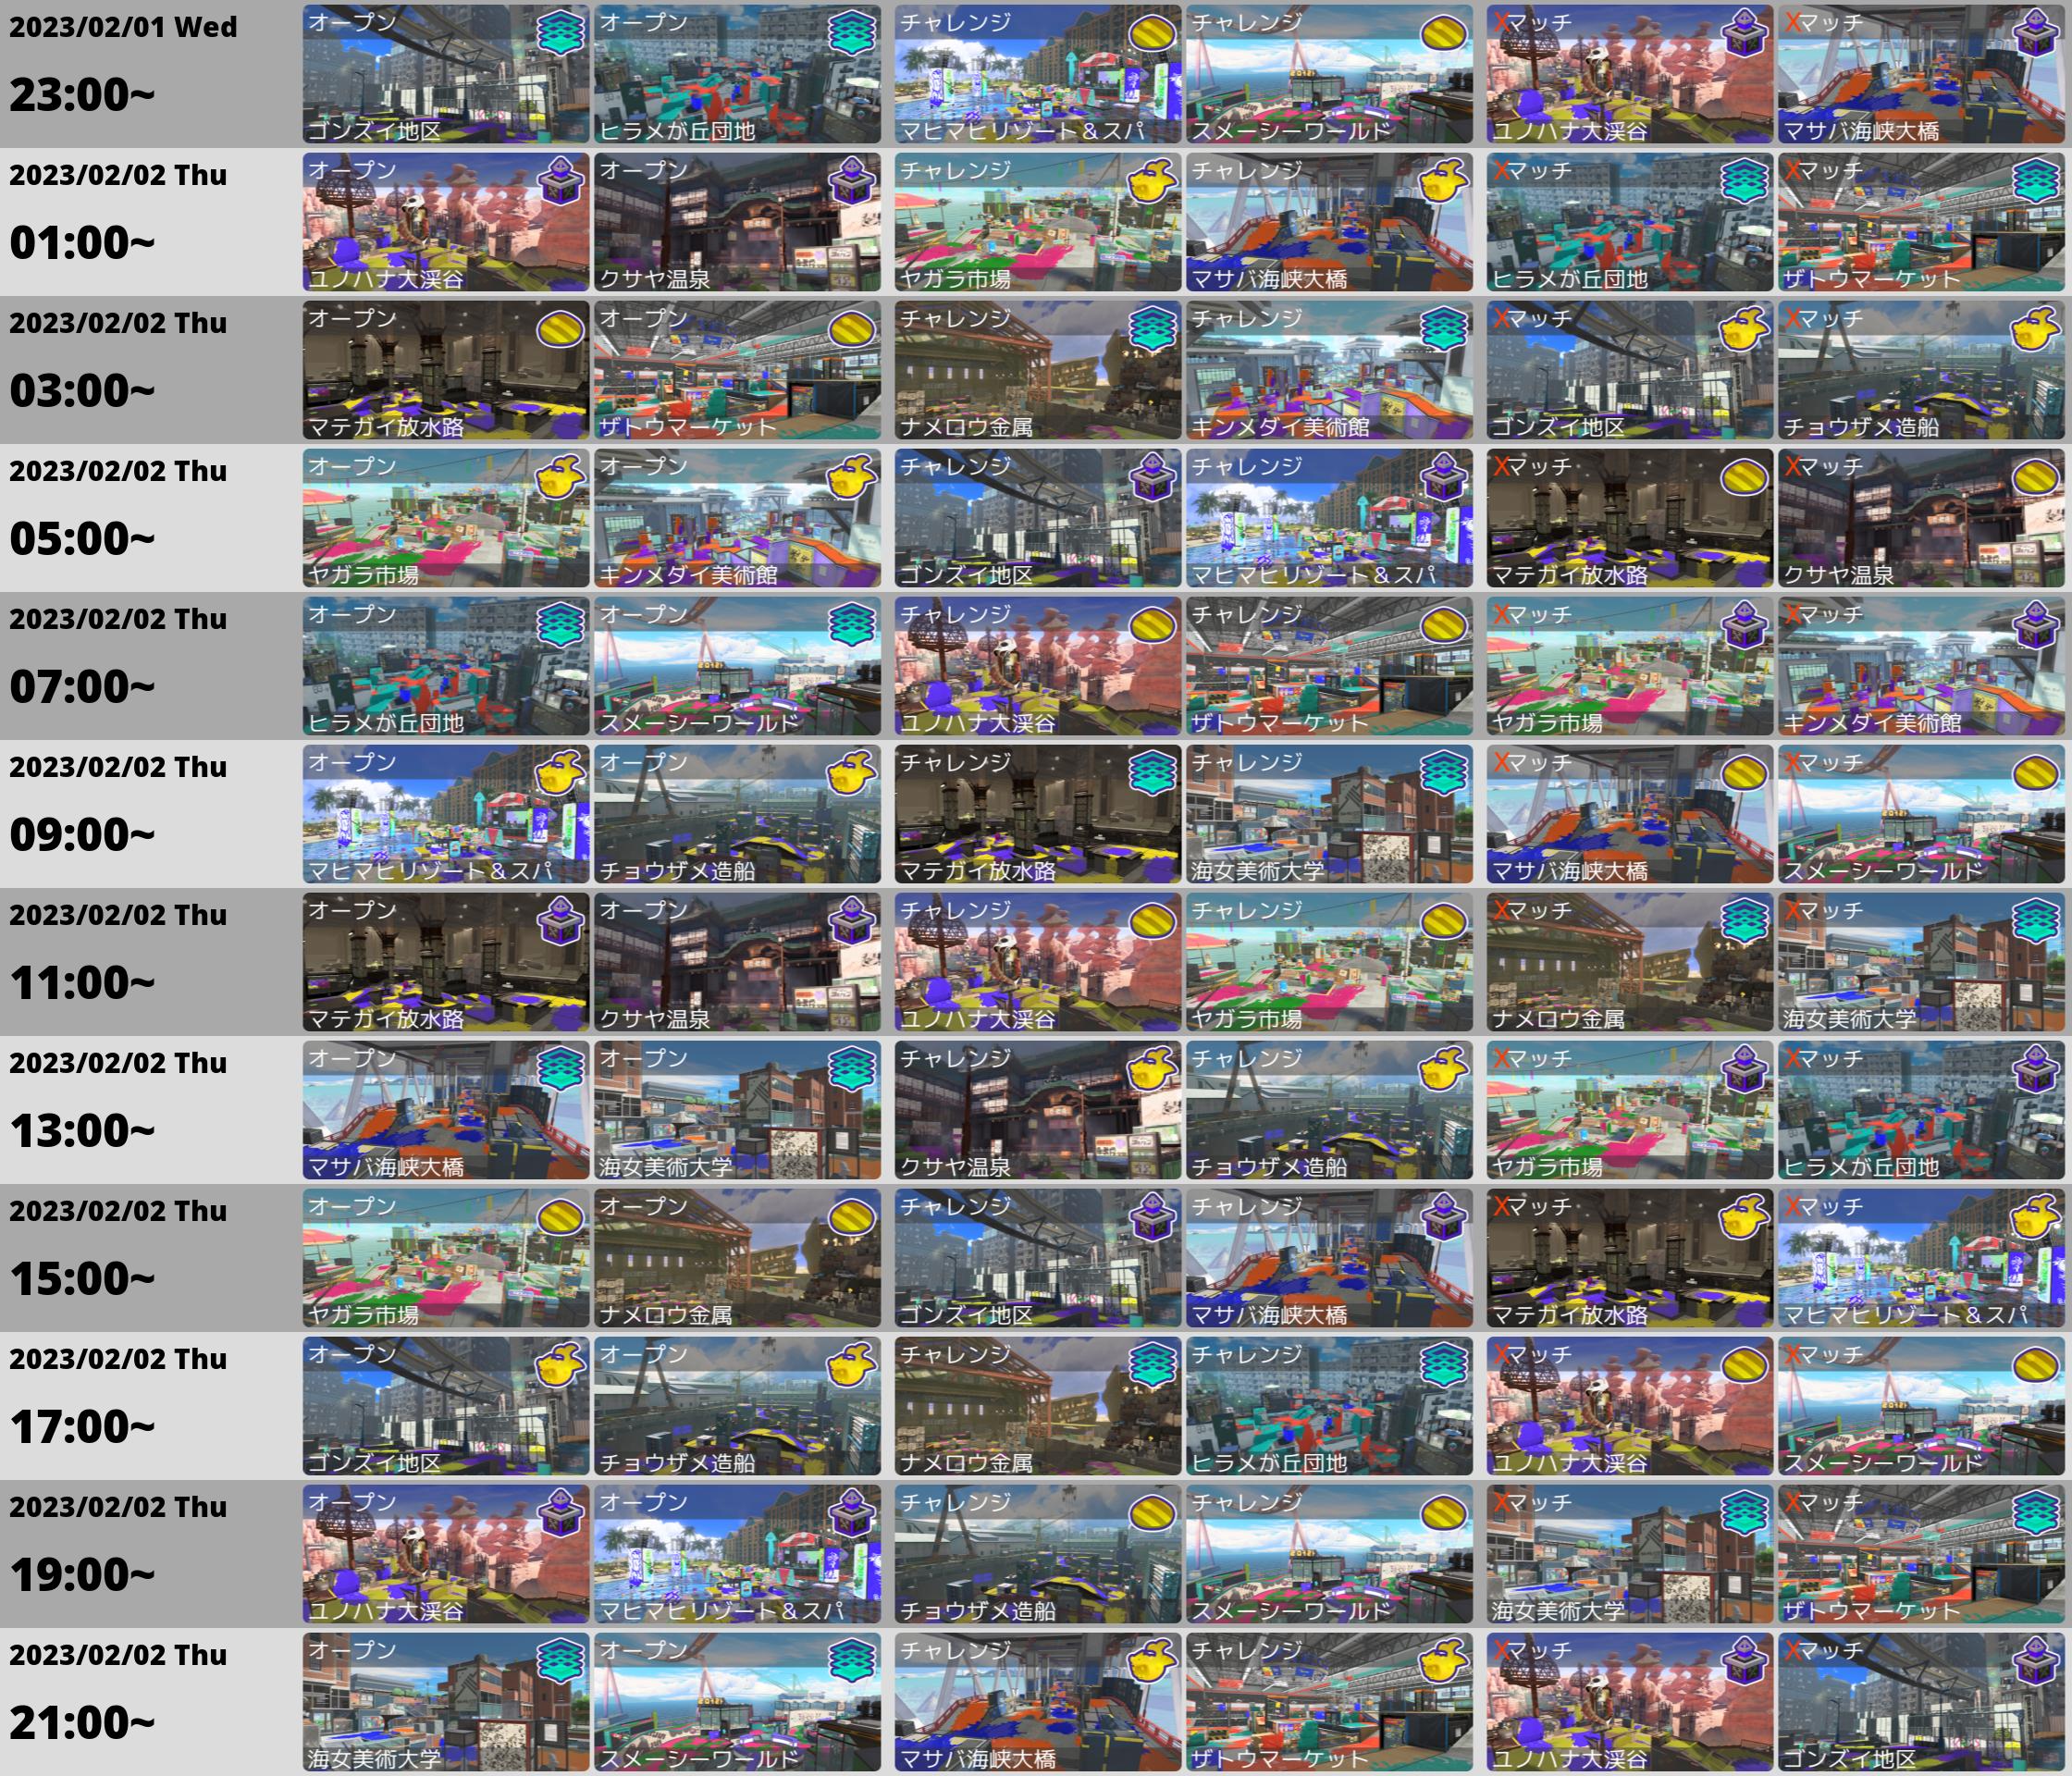 2023/02/01 Wed
23:00~
オープン オープン チャレンジ チャレンジ Xマッチ Xマッチ
ゴンズイ地区 ヒラメが丘団地 マヒマヒリゾート＆スパ スメーシーワールド ユノハナ大渓谷 マサバ海峡大橋
2023/02/02 Thu
01:00~
オープン オープン チャレンジ チャレンジ Xマッチ Xマッチ
ユノハナ大渓谷 クサヤ温泉 ヤガラ市場 マサバ海峡大橋 ヒラメが丘団地 ザトウマーケット
2023/02/02 Thu
03:00~
オープン オープン チャレンジ チャレンジ Xマッチ Xマッチ
マテガイ放水路 ザトウマーケット ナメロウ金属 キンメダイ美術館 ゴンズイ地区 チョウザメ造船
2023/02/02 Thu
05:00~
オープン オープン チャレンジ チャレンジ Xマッチ Xマッチ
ヤガラ市場 キンメダイ美術館 ゴンズイ地区 マヒマヒリゾート＆スパ マテガイ放水路 クサヤ温泉
2023/02/02 Thu
07:00~
オープン オープン チャレンジ チャレンジ Xマッチ Xマッチ
ヒラメが丘団地 スメーシーワールド ユノハナ大渓谷 ザトウマーケット ヤガラ市場 キンメダイ美術館
2023/02/02 Thu
09:00~
オープン オープン チャレンジ チャレンジ Xマッチ Xマッチ
マヒマヒリゾート＆スパ チョウザメ造船 マテガイ放水路 海女美術大学 マサバ海峡大橋 スメーシーワールド
2023/02/02 Thu
11:00~
オープン オープン チャレンジ チャレンジ Xマッチ Xマッチ
マテガイ放水路 クサヤ温泉 ユノハナ大渓谷 ヤガラ市場 ナメロウ金属 海女美術大学
2023/02/02 Thu
13:00~
オープン オープン チャレンジ チャレンジ Xマッチ Xマッチ
マサバ海峡大橋 海女美術大学 クサヤ温泉 チョウザメ造船 ヤガラ市場 ヒラメが丘団地
2023/02/02 Thu
15:00~
オープン オープン チャレンジ チャレンジ Xマッチ Xマッチ
ヤガラ市場 ナメロウ金属 ゴンズイ地区 マサバ海峡大橋 マテガイ放水路 マヒマヒリゾート＆スパ
2023/02/02 Thu
17:00~
オープン オープン チャレンジ チャレンジ Xマッチ Xマッチ
ゴンズイ地区 チョウザメ造船 ナメロウ金属 ヒラメが丘団地 ユノハナ大渓谷 スメーシーワールド
2023/02/02 Thu
19:00~
オープン オープン チャレンジ チャレンジ Xマッチ Xマッチ
ユノハナ大渓谷 マヒマヒリゾート＆スパ チョウザメ造船 スメーシーワールド 海女美術大学 ザトウマーケット
2023/02/02 Thu
21:00~
オープン オープン チャレンジ チャレンジ Xマッチ Xマッチ
海女美術大学 スメーシーワールド マサバ海峡大橋 ザトウマーケット ユノハナ大渓谷 ゴンズイ地区